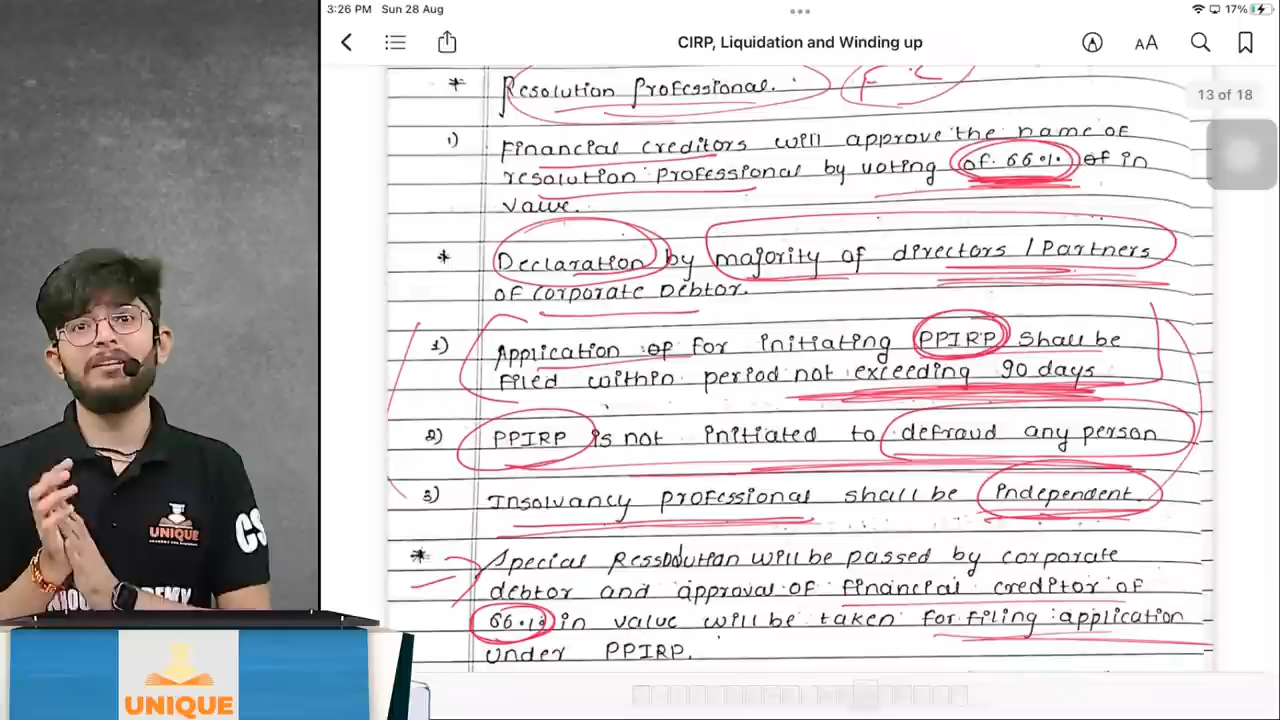 3:26 PM Sun 28 Aug
17%
CIRP, Liquidation and Winding up
AA
13 of 18
* Resolution Professional. F.C
1) Financial creditors will approve the name of
resolution professional by voting of 66% of in
value.
* Declaration by majority of directors / Partners
of corporate Debtor.
1) Application of for initiating PPIRP shall be
filed within period not exceeding 90 days
2) PPIRP is not initiated to defraud any person
3) Insolvancy professional shall be independent.
* Special Ressolution will be passed by corporate
debtor and approval of financial creditor of
66% in value will be taken for filing application
under PPIRP.
UNIQUE
CS
UNIQUE